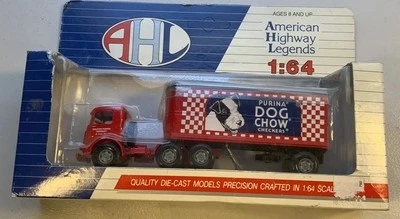 AHL
AGES 8 AND UP
American
Highway
Legends
1:64
PURINA
DOG
CHOW
CHECKERS
QUALITY DIE-CAST MODELS PRECISION CRAFTED IN 1:64 SCALE